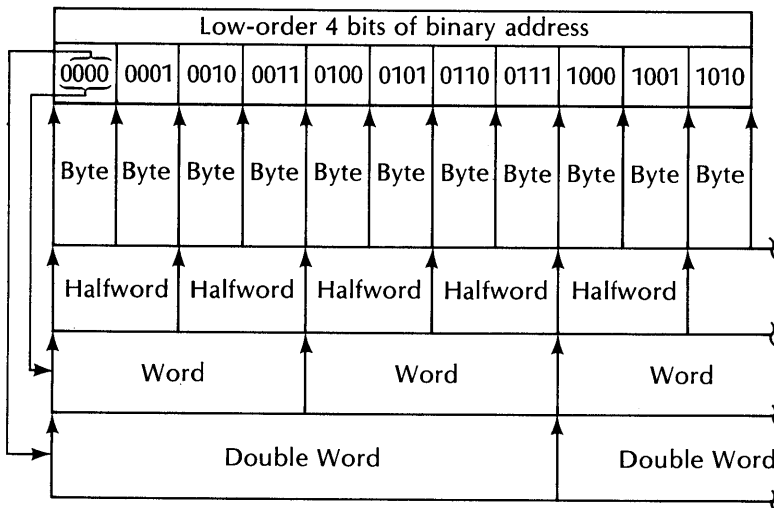 Low-order 4 bits of binary address
0000 0001 0010 0011 0100 0101 0110 0111 1000 1001 1010
Byte Byte Byte Byte Byte Byte Byte Byte Byte Byte Byte
Halfword Halfword Halfword Halfword Halfword
Word Word Word
Double Word Double Word